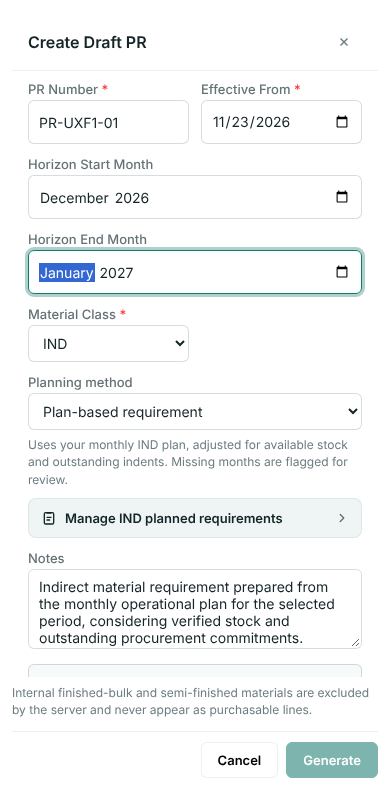 Create Draft PR ×
PR Number * Effective From *
PR-UXF1-01 11/23/2026
Horizon Start Month
December 2026
Horizon End Month
January 2027
Material Class *
IND
Planning method
Plan-based requirement
Uses your monthly IND plan, adjusted for available stock
and outstanding indents. Missing months are flagged for
review.
Manage IND planned requirements
Notes
Indirect material requirement prepared from
the monthly operational plan for the selected
period, considering verified stock and
outstanding procurement commitments.
Internal finished-bulk and semi-finished materials are excluded
by the server and never appear as purchasable lines.
Cancel Generate